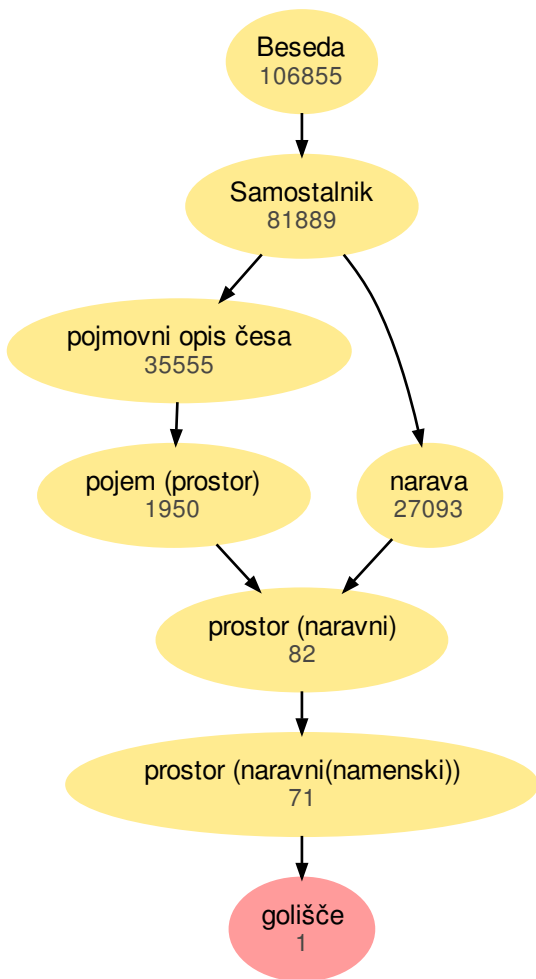 Beseda
106855
Samostalnik
81889
pojmovni opis česa
35555
pojem (prostor)
1950
narava
27093
prostor (naravni)
82
prostor (naravni(namenski))
71
golišče
1